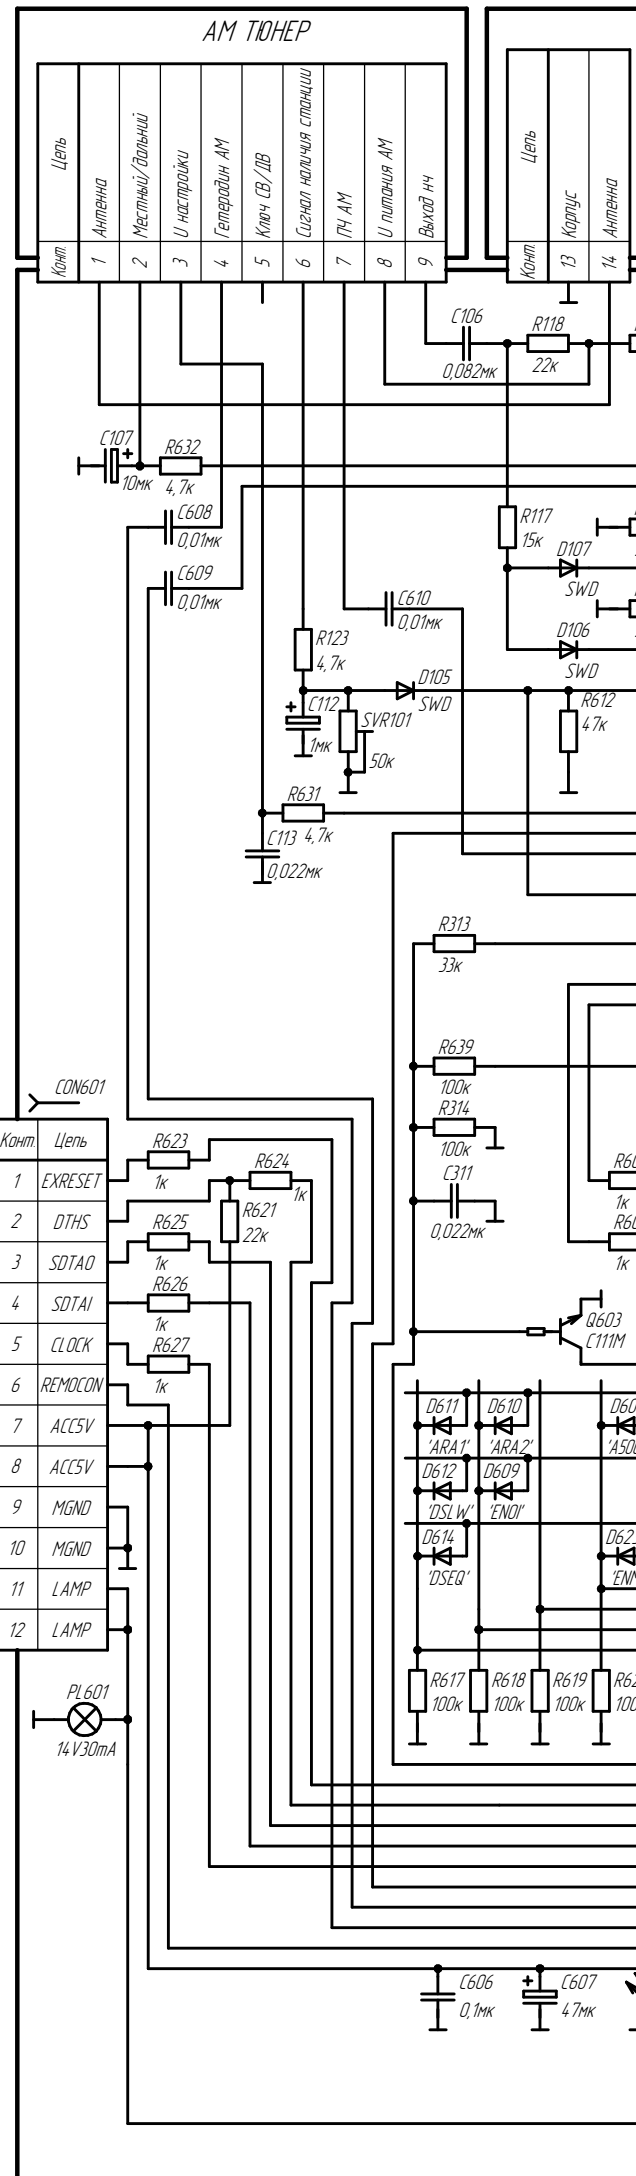 АМ ТЮНЕР
Конт.
Цепь
1
Антенна
2
Местный/дальний
3
U настройки
4
Гетеродин АМ
5
Ключ СВ/ДВ
6
Сигнал наличия станции
7
ПЧ АМ
8
U питания АМ
9
Выход нч
Конт.
Цепь
13
Корпус
14
Антенна
C106
0,082мк
R118
22к
C107
+
10мк
R632
4,7к
C608
0,01мк
R117
15к
D107
SWD
C609
0,01мк
C610
0,01мк
R123
4,7к
D106
SWD
D105
SWD
C112
+
1мк
SVR101
50к
R612
47к
R631
4,7к
C113
0,022мк
R313
33к
R639
100к
R314
100к
C311
0,022мк
CON601
Конт.
Цепь
1 EXRESET
2 DTHS
3 SDTAO
4 SDTAI
5 CLOCK
6 REMOCON
7 ACC5V
8 ACC5V
9 MGND
10 MGND
11 LAMP
12 LAMP
R623
1к
R624
1к
R621
22к
R625
1к
R626
1к
R627
1к
1к
1к
Q603
C111M
D611
'ARA1'
D610
'ARA2'
D612
'DSLW'
D609
'ENOI'
D614
'DSEQ'
R617
100к
R618
100к
R619
100к
PL601
14V30mA
C606
0,1мк
C607
+
47мк